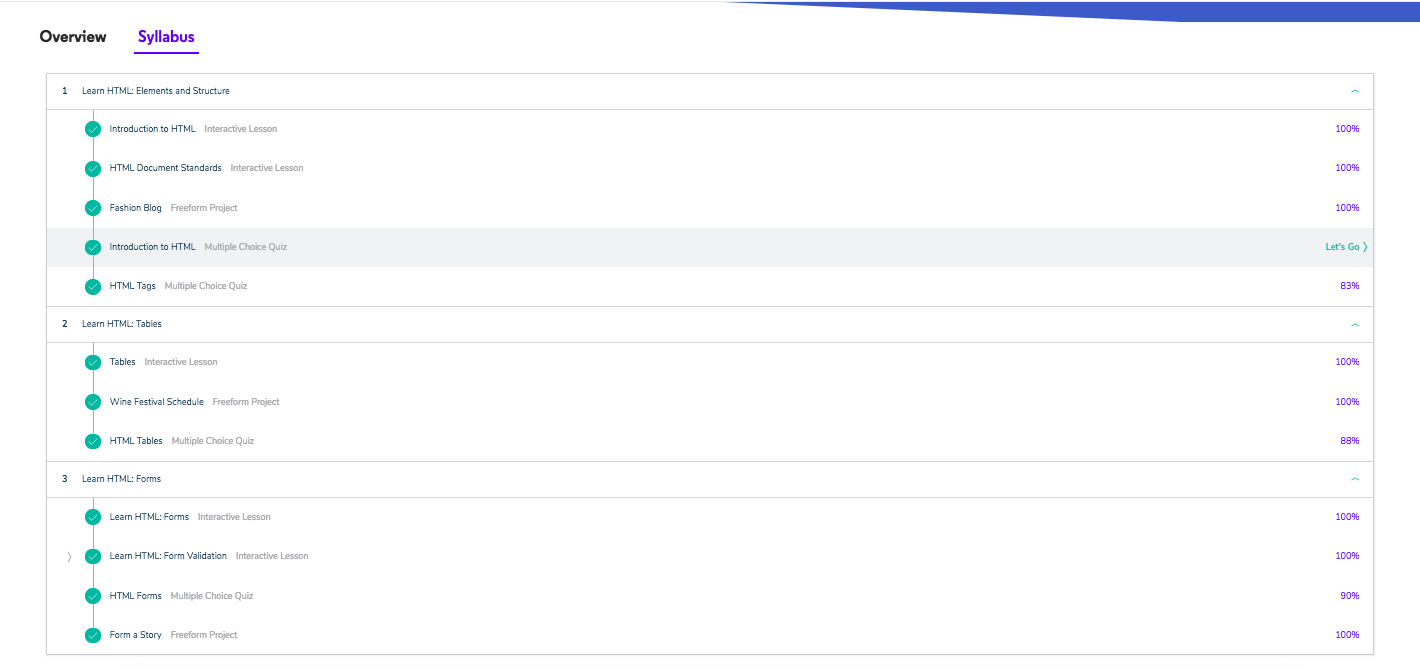 Overview Syllabus
1 Learn HTML: Elements and Structure
Introduction to HTML Interactive Lesson 100%
HTML Document Standards Interactive Lesson 100%
Fashion Blog Freeform Project 100%
Introduction to HTML Multiple Choice Quiz Let's Go
HTML Tags Multiple Choice Quiz 83%
2 Learn HTML: Tables
Tables Interactive Lesson 100%
Wine Festival Schedule Freeform Project 100%
HTML Tables Multiple Choice Quiz 88%
3 Learn HTML: Forms
Learn HTML: Forms Interactive Lesson 100%
Learn HTML: Form Validation Interactive Lesson 100%
HTML Forms Multiple Choice Quiz 90%
Form a Story Freeform Project 100%